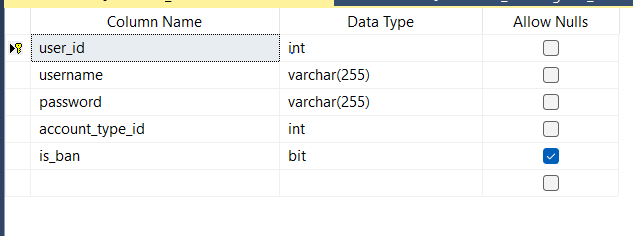 Column Name Data Type Allow Nulls
user_id int
username varchar(255)
password varchar(255)
account_type_id int
is_ban bit